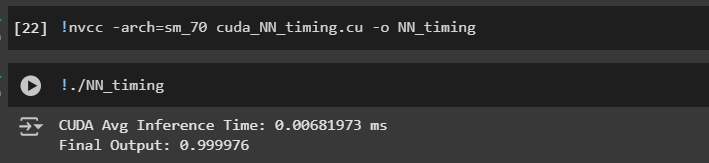 [22] !nvcc -arch=sm_70 cuda_NN_timing.cu -o NN_timing
!./NN_timing
CUDA Avg Inference Time: 0.00681973 ms
Final Output: 0.999976